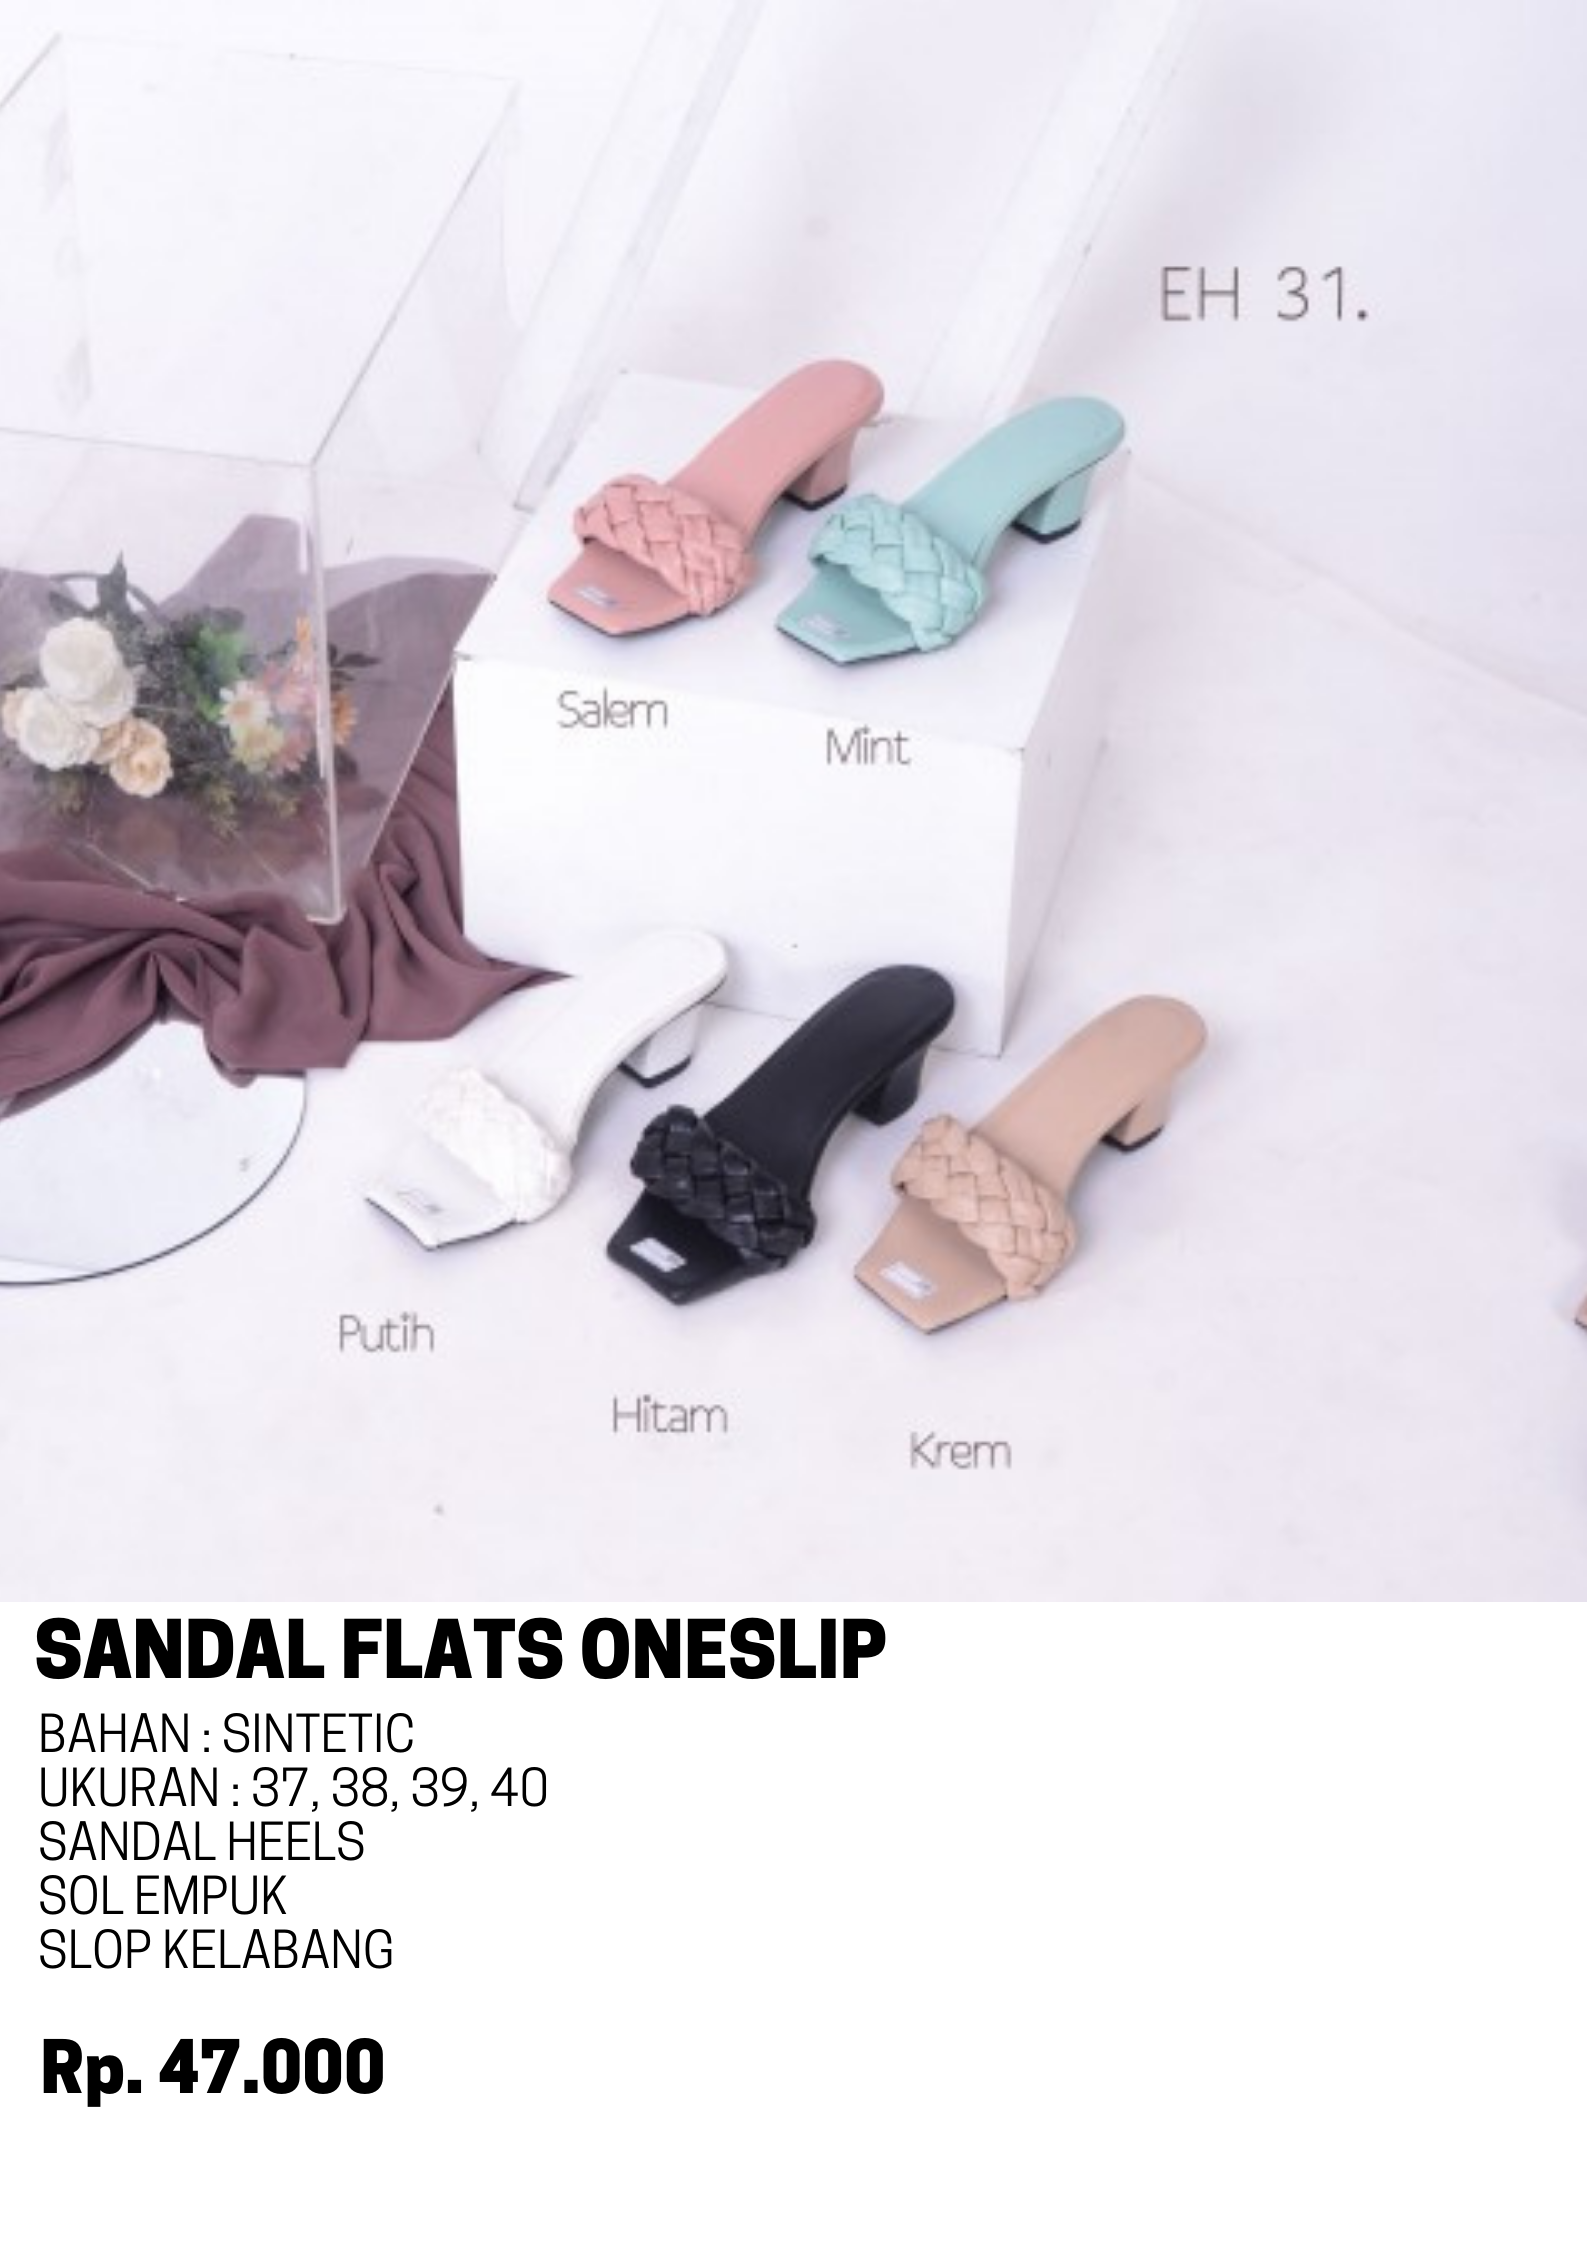 EH 31.
Salem
Mint
Putih
Hitam
Krem
SANDAL FLATS ONESLIP
BAHAN : SINTETIC
UKURAN : 37, 38, 39, 40
SANDAL HEELS
SOL EMPUK
SLOP KELABANG
Rp. 47.000